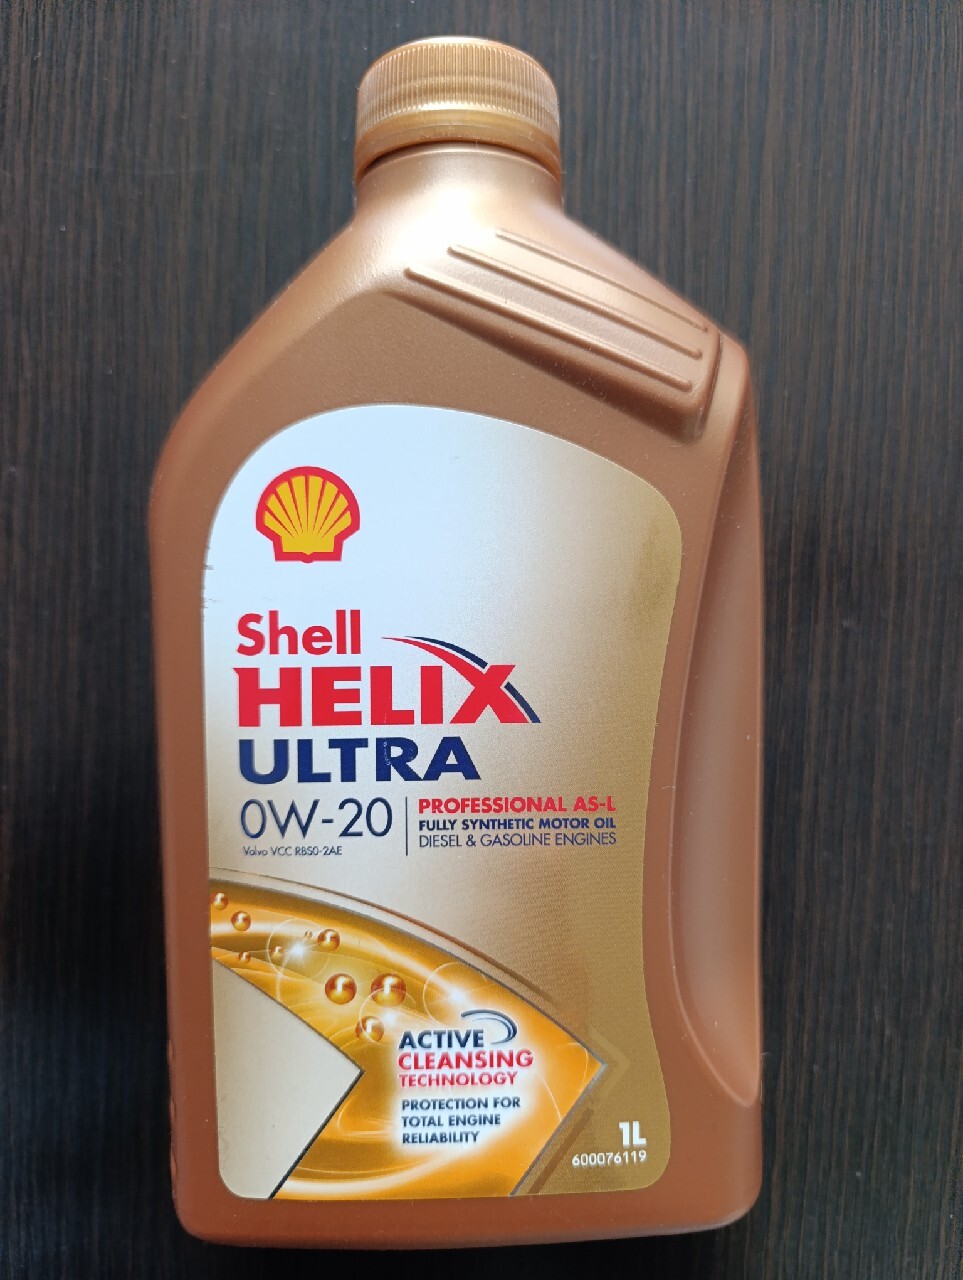 Shell
HELIX
ULTRA
0W-20
Volvo VCC RBS0-2AE
PROFESSIONAL AS-L
FULLY SYNTHETIC MOTOR OIL
DIESEL & GASOLINE ENGINES
ACTIVE
CLEANSING
TECHNOLOGY
PROTECTION FOR
TOTAL ENGINE
RELIABILITY
1L
600076119